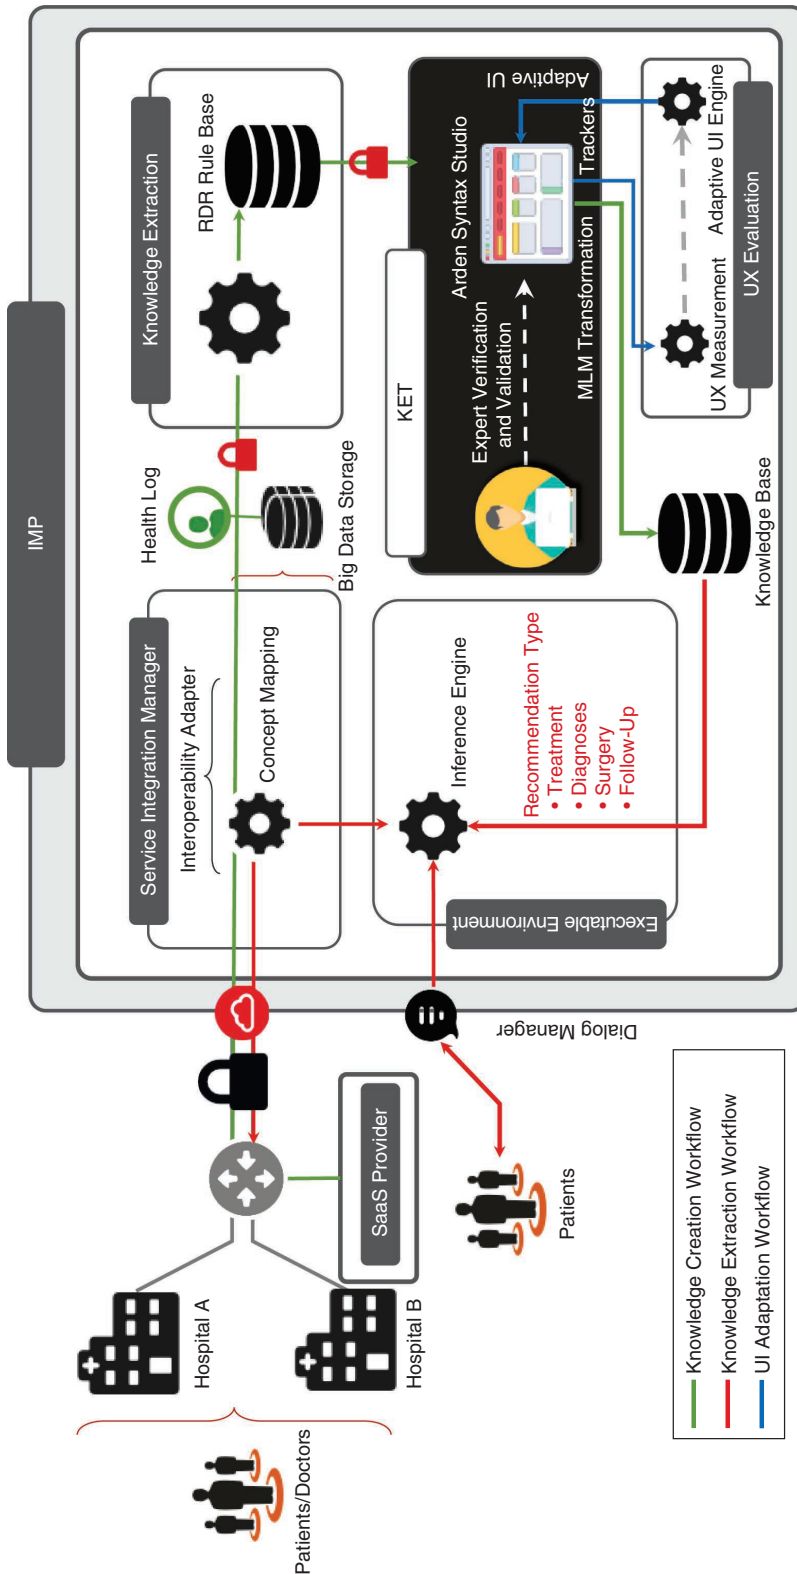 IMP
Service Integration Manager
Interoperability Adapter
Concept Mapping
Health Log
Big Data Storage
Knowledge Extraction
RDR Rule Base
Patients/Doctors
Hospital A
Hospital B
SaaS Provider
Patients
Dialog Manager
Executable Environment
Inference Engine
Recommendation Type
• Treatment
• Diagnoses
• Surgery
• Follow-Up
KET
Expert Verification
and Validation
Arden Syntax Studio
Adaptive UI
MLM Transformation
Trackers
Knowledge Base
UX Measurement
Adaptive UI Engine
UX Evaluation
Knowledge Creation Workflow
Knowledge Extraction Workflow
UI Adaptation Workflow